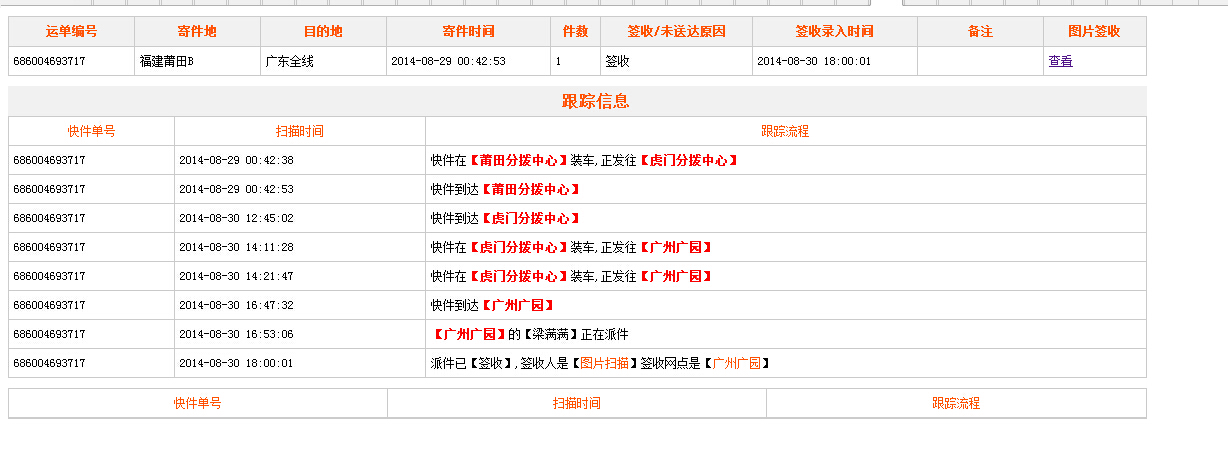 运单编号 寄件地 目的地 寄件时间 件数 签收/未送达原因 签收录入时间 备注 图片签收
686004693717 福建莆田B 广东全线 2014-08-29 00:42:53 1 签收 2014-08-30 18:00:01 查看
跟踪信息
快件单号 扫描时间 跟踪流程
686004693717 2014-08-29 00:42:38 快件在【莆田分拨中心】装车,正发往【虎门分拨中心】
686004693717 2014-08-29 00:42:53 快件到达【莆田分拨中心】
686004693717 2014-08-30 12:45:02 快件到达【虎门分拨中心】
686004693717 2014-08-30 14:11:28 快件在【虎门分拨中心】装车,正发往【广州广园】
686004693717 2014-08-30 14:21:47 快件在【虎门分拨中心】装车,正发往【广州广园】
686004693717 2014-08-30 16:47:32 快件到达【广州广园】
686004693717 2014-08-30 16:53:06 【广州广园】的【梁满满】正在派件
686004693717 2014-08-30 18:00:01 派件已【签收】,签收人是【图片扫描】签收网点是【广州广园】
快件单号 扫描时间 跟踪流程